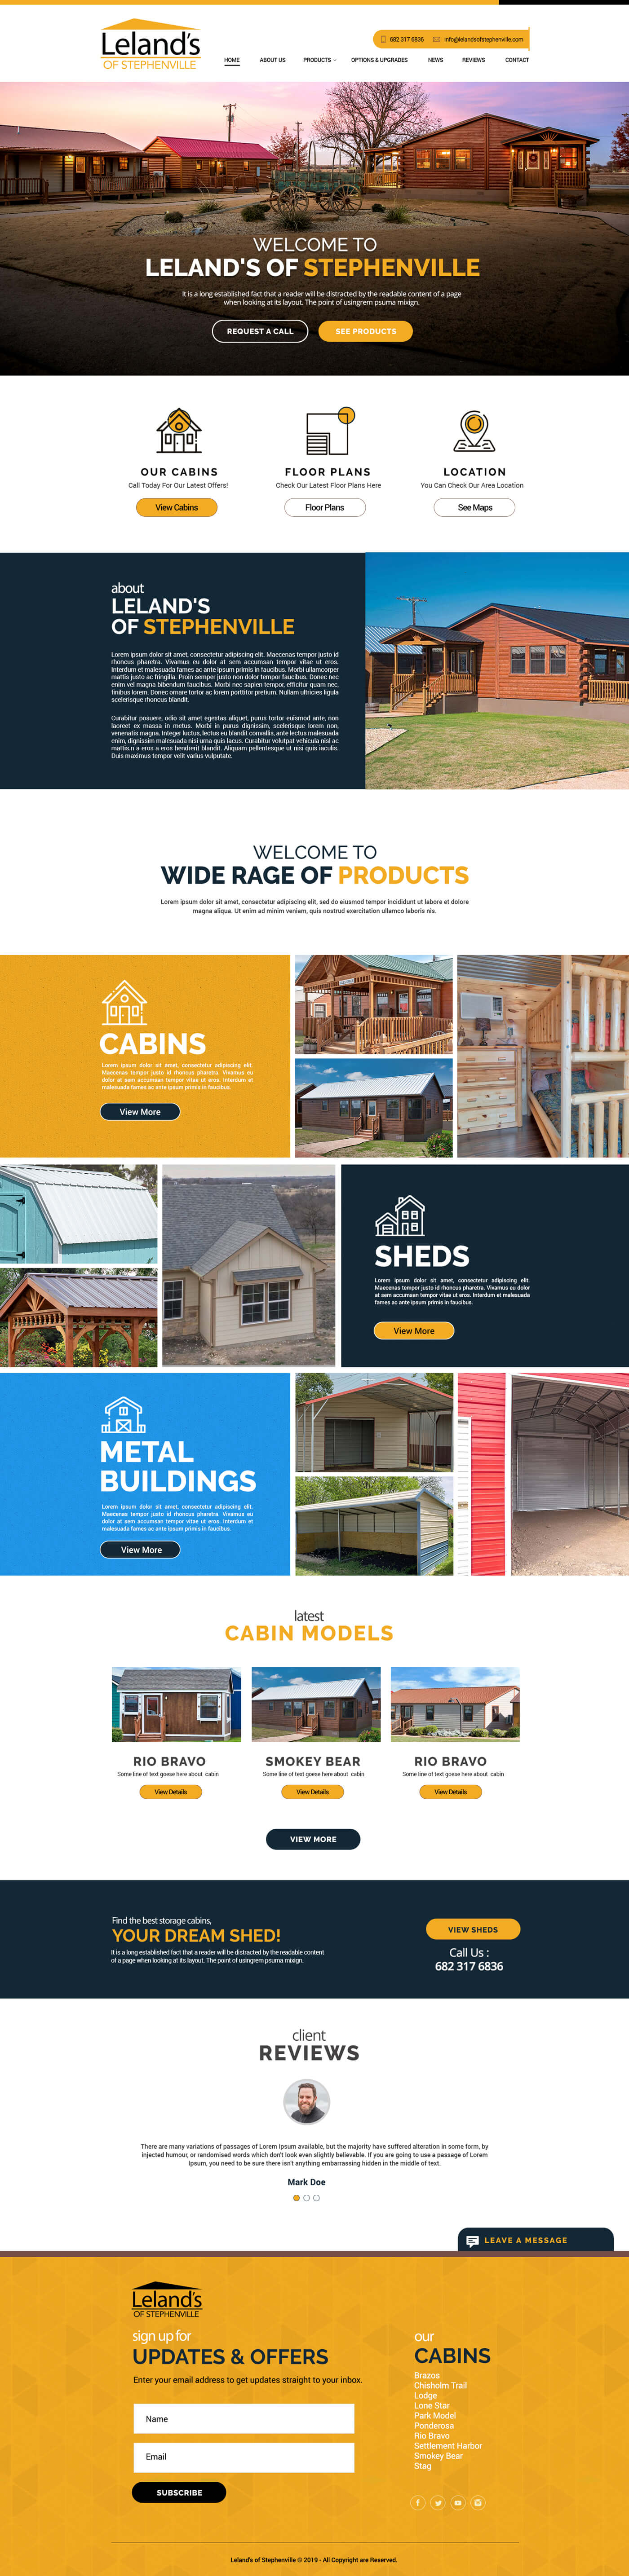 Leland's
OF STEPHENVILLE
682 317 6836
info@lelandsofstephenville.com
HOME
ABOUT US
PRODUCTS
OPTIONS & UPGRADES
NEWS
REVIEWS
CONTACT
WELCOME TO
LELAND'S OF STEPHENVILLE
It is a long established fact that a reader will be distracted by the readable content of a page
when looking at its layout. The point of usingrem psuma mixign.
REQUEST A CALL
SEE PRODUCTS
OUR CABINS
Call Today For Our Latest Offers!
View Cabins
FLOOR PLANS
Check Our Latest Floor Plans Here
Floor Plans
LOCATION
You Can Check Our Area Location
See Maps
about
LELAND'S
OF STEPHENVILLE
Lorem ipsum dolor sit amet, consectetur adipiscing elit. Maecenas tempor justo id
rhoncus pharetra. Vivamus eu dolor at sem accumsan tempor vitae ut eros.
Interdum et malesuada fames ac ante ipsum primis in faucibus. Morbi ullamcorper
mattis justo ac fringilla. Proin semper justo non dolor tempor faucibus. Donec nec
enim vel magna bibendum faucibus. Morbi nec sapien tempor, efficitur quam nec,
finibus lorem. Donec ornare tortor ac lorem porttitor pretium. Nullam ultricies ligula
scelerisque rhoncus blandit.
Curabitur posuere, odio sit amet egestas aliquet, purus tortor euismod ante, non
laoreet ex massa in metus. Morbi in purus dignissim, scelerisque lorem non,
venenatis magna. Integer luctus, lectus eu blandit convallis, ante lectus malesuada
enim, dignissim malesuada nisi urna quis lacus. Curabitur volutpat vehicula nisl ac
mattis.n a eros a eros hendrerit blandit. Aliquam pellentesque ut nisi quis iaculis.
Duis maximus tempor velit varius vulputate.
WELCOME TO
WIDE RAGE OF PRODUCTS
Lorem ipsum dolor sit amet, consectetur adipiscing elit, sed do eiusmod tempor incididunt ut labore et dolore
magna aliqua. Ut enim ad minim veniam, quis nostrud exercitation ullamco laboris nis.
CABINS
Lorem ipsum dolor sit amet, consectetur adipiscing elit.
Maecenas tempor justo id rhoncus pharetra. Vivamus eu
dolor at sem accumsan tempor vitae ut eros. Interdum et
malesuada fames ac ante ipsum primis in faucibus.
View More
SHEDS
Lorem ipsum dolor sit amet, consectetur adipiscing elit.
Maecenas tempor justo id rhoncus pharetra. Vivamus eu dolor
at sem accumsan tempor vitae ut eros. Interdum et malesuada
fames ac ante ipsum primis in faucibus.
View More
METAL
BUILDINGS
Lorem ipsum dolor sit amet, consectetur adipiscing elit.
Maecenas tempor justo id rhoncus pharetra. Vivamus eu
dolor at sem accumsan tempor vitae ut eros. Interdum et
malesuada fames ac ante ipsum primis in faucibus.
View More
latest
CABIN MODELS
RIO BRAVO
Some line of text goese here about cabin
View Details
SMOKEY BEAR
Some line of text goese here about cabin
View Details
RIO BRAVO
Some line of text goese here about cabin
View Details
VIEW MORE
Find the best storage cabins,
YOUR DREAM SHED!
It is a long established fact that a reader will be distracted by the readable content
of a page when looking at its layout. The point of usingrem psuma mixign.
VIEW SHEDS
Call Us :
682 317 6836
client
REVIEWS
There are many variations of passages of Lorem Ipsum available, but the majority have suffered alteration in some form, by
injected humour, or randomised words which don't look even slightly believable. If you are going to use a passage of Lorem
Ipsum, you need to be sure there isn't anything embarrassing hidden in the middle of text.
Mark Doe
LEAVE A MESSAGE
Leland's
OF STEPHENVILLE
sign up for
UPDATES & OFFERS
Enter your email address to get updates straight to your inbox.
Name
Email
SUBSCRIBE
our
CABINS
Brazos
Chisholm Trail
Lodge
Lone Star
Park Model
Ponderosa
Rio Bravo
Settlement Harbor
Smokey Bear
Stag
Leland's of Stephenville © 2019 - All Copyright are Reserved.